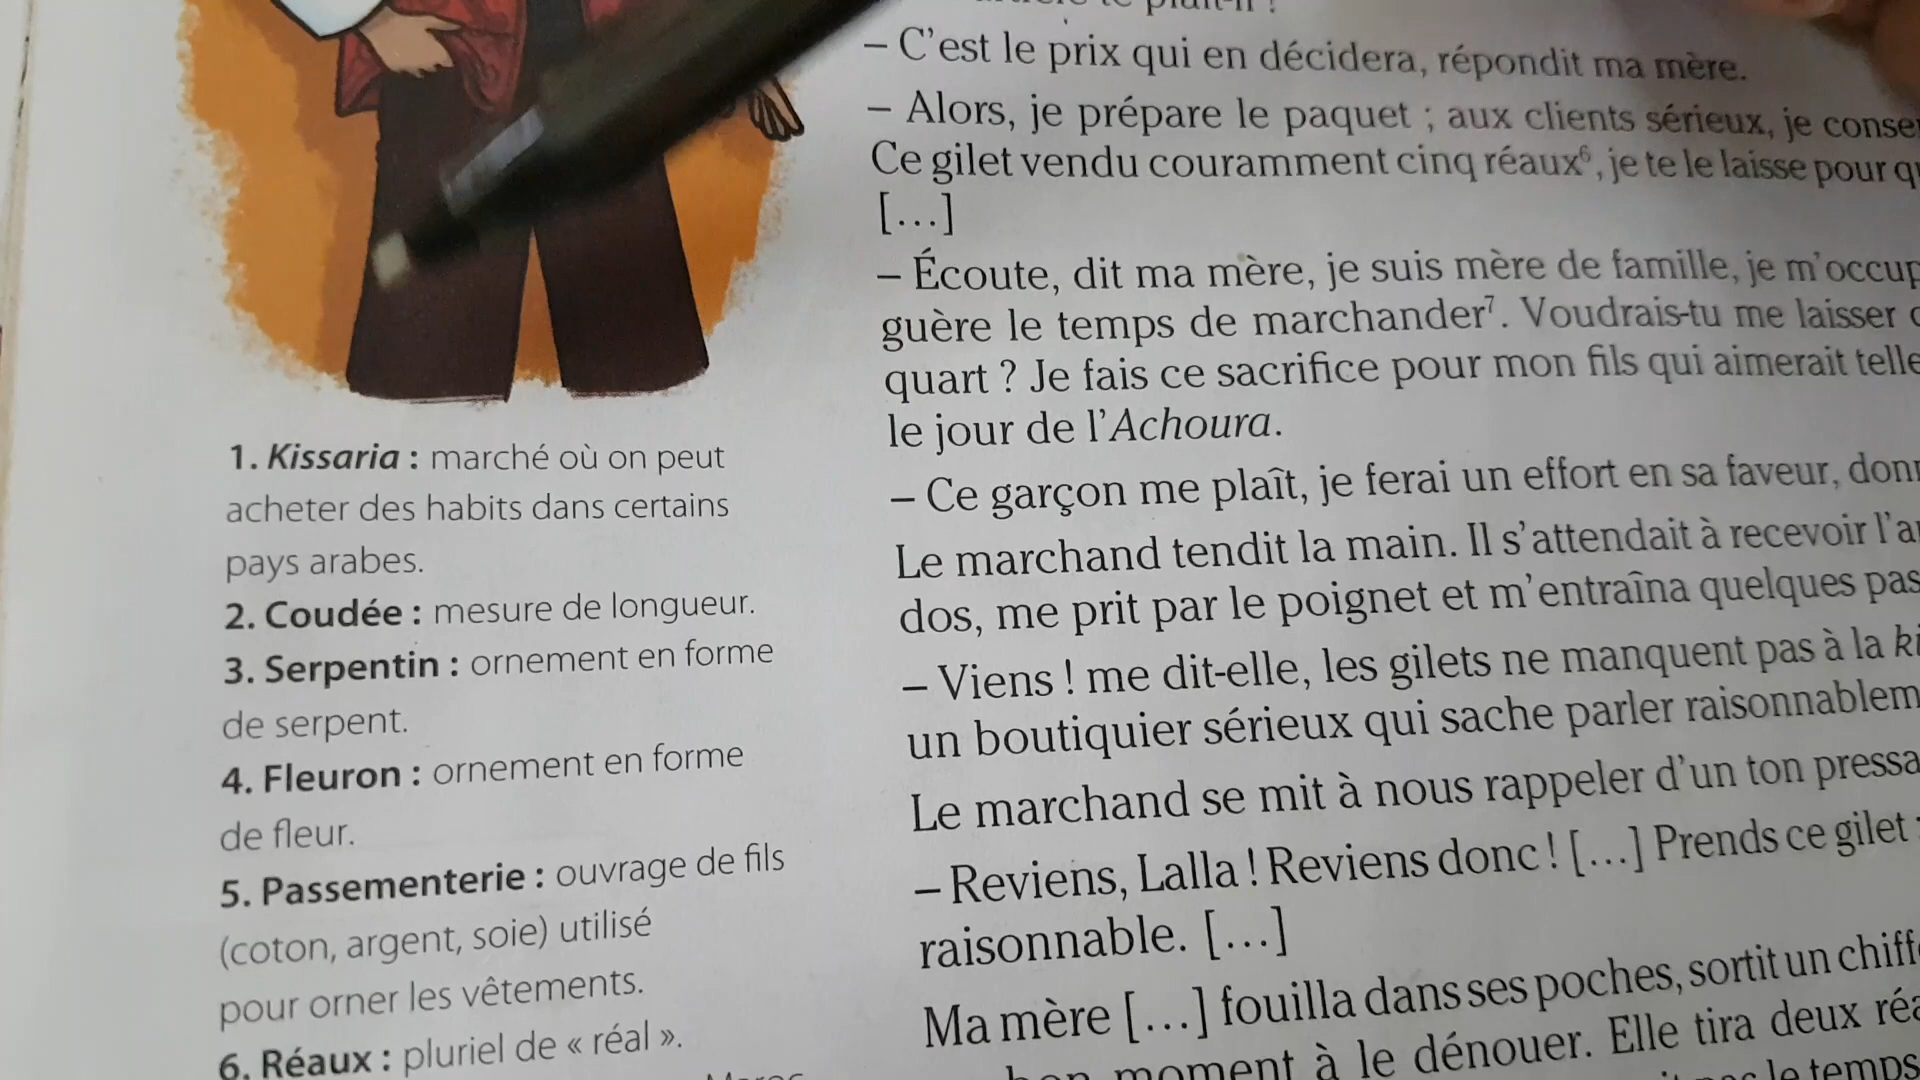 – C'est le prix qui en décidera, répondit ma mère.
– Alors, je prépare le paquet ; aux clients sérieux, je
Ce gilet vendu couramment cinq réaux⁶, je te le laisse pour
[…]
– Écoute, dit ma mère, je suis mère de famille, je
guère le temps de marchander⁷. Voudrais-tu me laisser
quart ? Je fais ce sacrifice pour mon fils qui aimerait
le jour de l'Achoura.
– Ce garçon me plaît, je ferai un effort en sa faveur,
Le marchand tendit la main. Il s'attendait à recevoir
dos, me prit par le poignet et m'entraîna quelques pas
– Viens ! me dit-elle, les gilets ne manquent pas à la
un boutiquier sérieux qui sache parler
Le marchand se mit à nous rappeler d'un ton
– Reviens, Lalla ! Reviens donc ! […] Prends ce gilet
raisonnable. […]
Ma mère […] fouilla dans ses poches, sortit un
bon moment à le dénouer. Elle tira deux
le temps
1. Kissaria : marché où on peut
acheter des habits dans certains
pays arabes.
2. Coudée : mesure de longueur.
3. Serpentin : ornement en forme
de serpent.
4. Fleuron : ornement en forme
de fleur.
5. Passementerie : ouvrage de fils
(coton, argent, soie) utilisé
pour orner les vêtements.
6. Réaux : pluriel de « réal ».